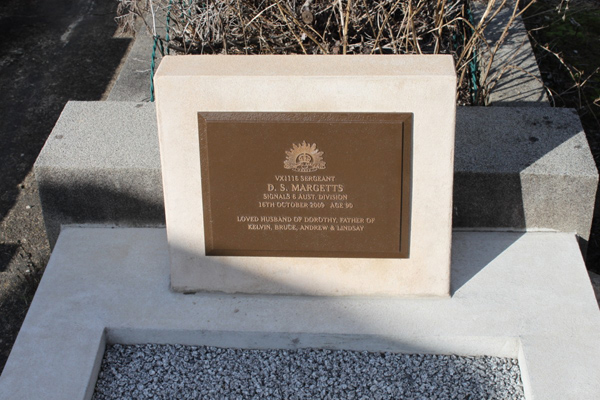 VX1115 SERGEANT
D. S. MARGETTS
SIGNALS 6 AUST. DIVISION
16TH OCTOBER 2009 AGE 90
LOVED HUSBAND OF DOROTHY, FATHER OF
KELVIN, BRUCE, ANDREW & LINDSAY